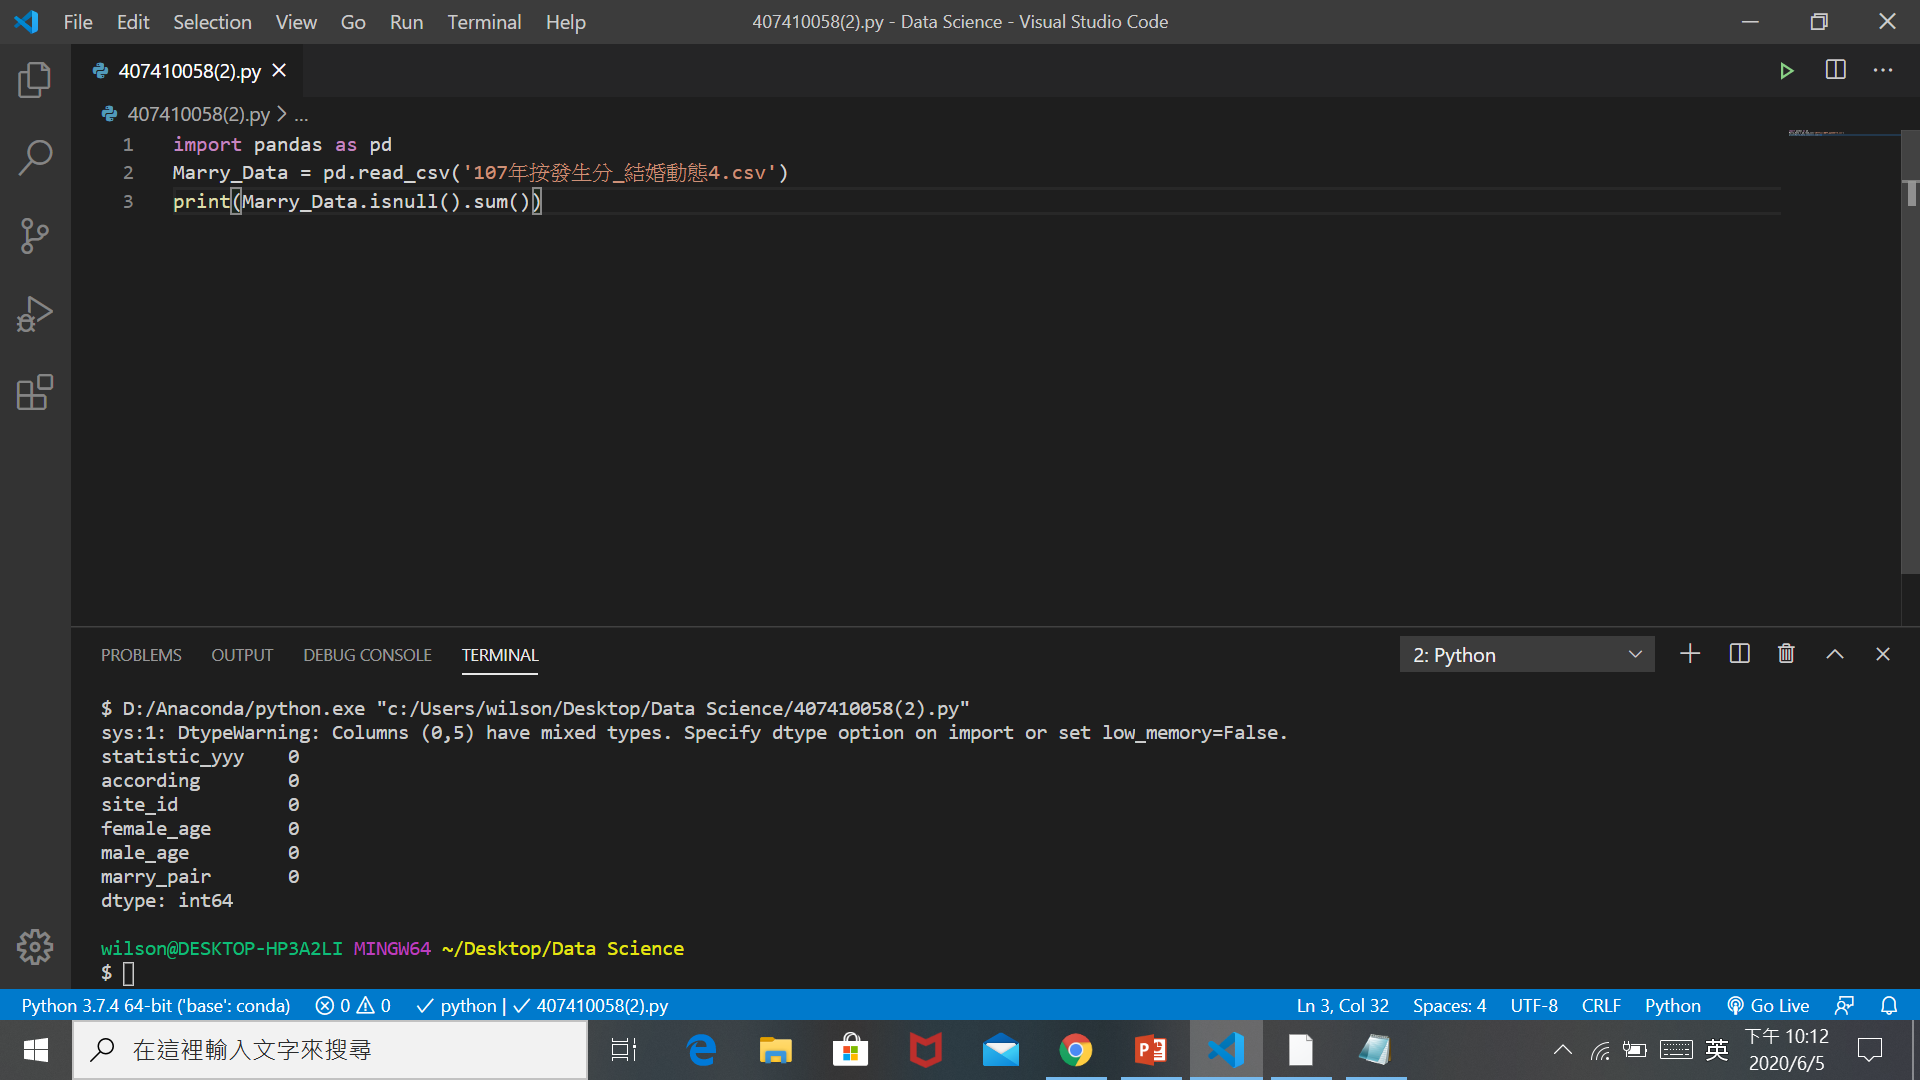 File Edit Selection View Go Run Terminal Help 407410058(2).py - Data Science - Visual Studio Code
407410058(2).py
407410058(2).py > ...
1 import pandas as pd
2 Marry_Data = pd.read_csv('107年按發生分_結婚動態4.csv')
3 print(Marry_Data.isnull().sum())
PROBLEMS OUTPUT DEBUG CONSOLE TERMINAL 2: Python
$ D:/Anaconda/python.exe "c:/Users/wilson/Desktop/Data Science/407410058(2).py"
sys:1: DtypeWarning: Columns (0,5) have mixed types. Specify dtype option on import or set low_memory=False.
statistic_yyy 0
according 0
site_id 0
female_age 0
male_age 0
marry_pair 0
dtype: int64
wilson@DESKTOP-HP3A2LI MINGW64 ~/Desktop/Data Science
$
Python 3.7.4 64-bit ('base': conda) 0 0 python | 407410058(2).py Ln 3, Col 32 Spaces: 4 UTF-8 CRLF Python Go Live
在這裡輸入文字來搜尋
英
下午 10:12
2020/6/5